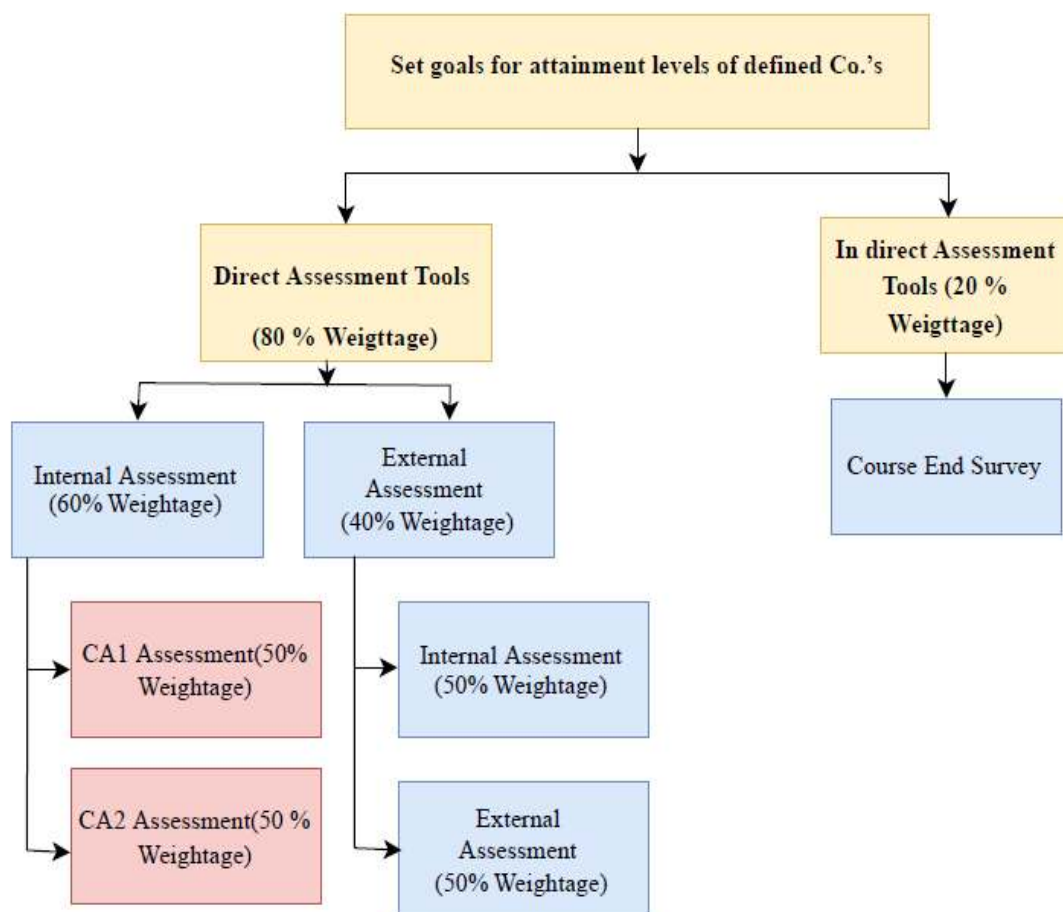 Set goals for attainment levels of defined Co.'s
Direct Assessment Tools
(80 % Weigttage)
In direct Assessment
Tools (20 %
Weigttage)
Internal Assessment
(60% Weightage)
External
Assessment
(40% Weightage)
Course End Survey
CA1 Assessment(50%
Weightage)
Internal Assessment
(50% Weightage)
CA2 Assessment(50 %
Weightage)
External
Assessment
(50% Weightage)